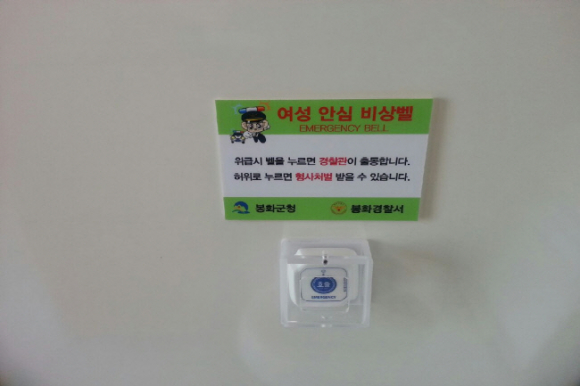 여성 안심 비상벨
EMERGENCY BELL
위급시 벨을 누르면 경찰관이 출동합니다.
허위로 누르면 형사처벌 받을 수 있습니다.
봉화군청 봉화경찰서
호출